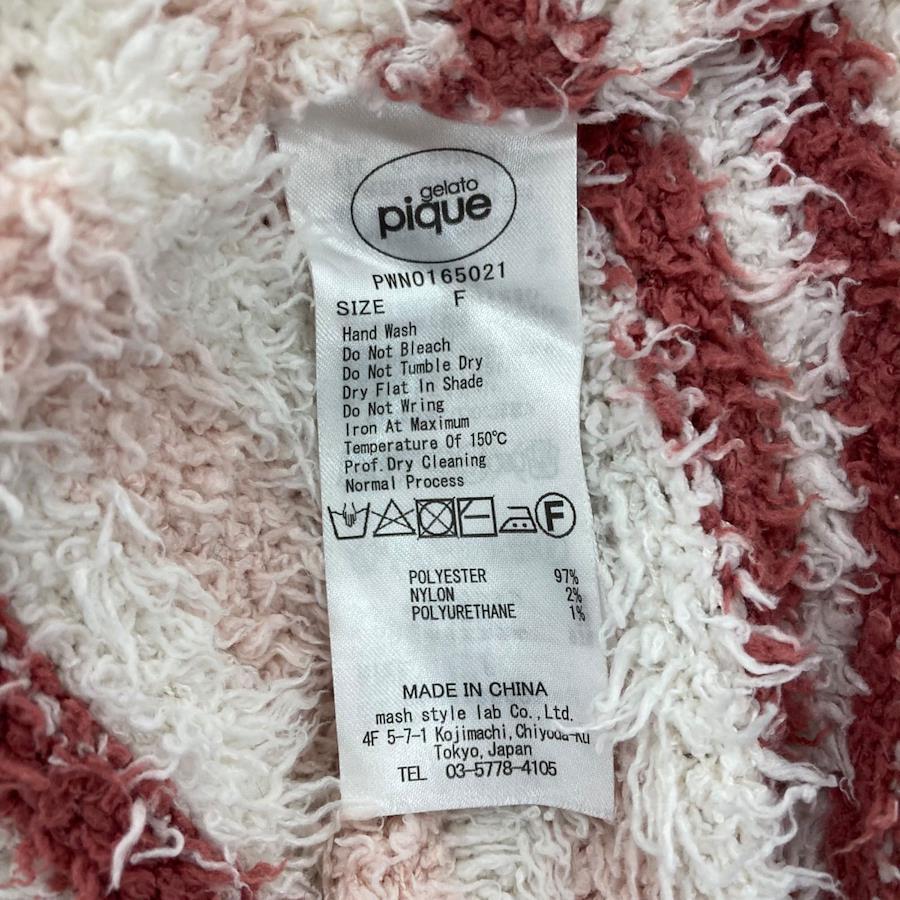 gelato
pique
PWNO165021
SIZE F
Hand Wash
Do Not Bleach
Do Not Tumble Dry
Dry Flat In Shade
Do Not Wring
Iron At Maximum
Temperature Of 150℃
Prof.Dry Cleaning
Normal Process
F
POLYESTER 97%
NYLON 2%
POLYURETHANE 1%
MADE IN CHINA
mash style lab Co.,Ltd.
4F 5-7-1 Kojimachi,Chiyoda-Ku
Tokyo,Japan
TEL 03-5778-4105